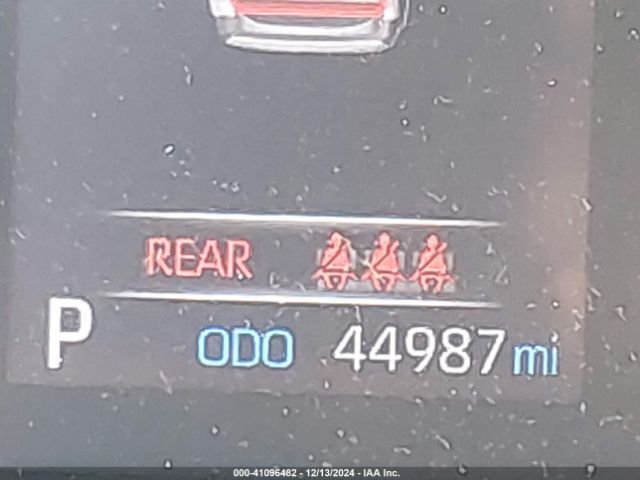 REAR
P ODO 44987 mi
000-41096482 - 12/13/2024 - IAA Inc.